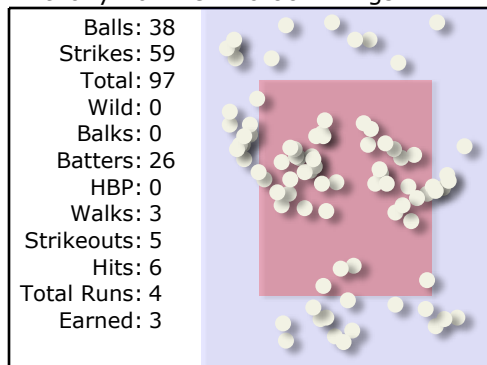 Balls: 38
Strikes: 59
Total: 97
Wild: 0
Balks: 0
Batters: 26
HBP: 0
Walks: 3
Strikeouts: 5
Hits: 6
Total Runs: 4
Earned: 3